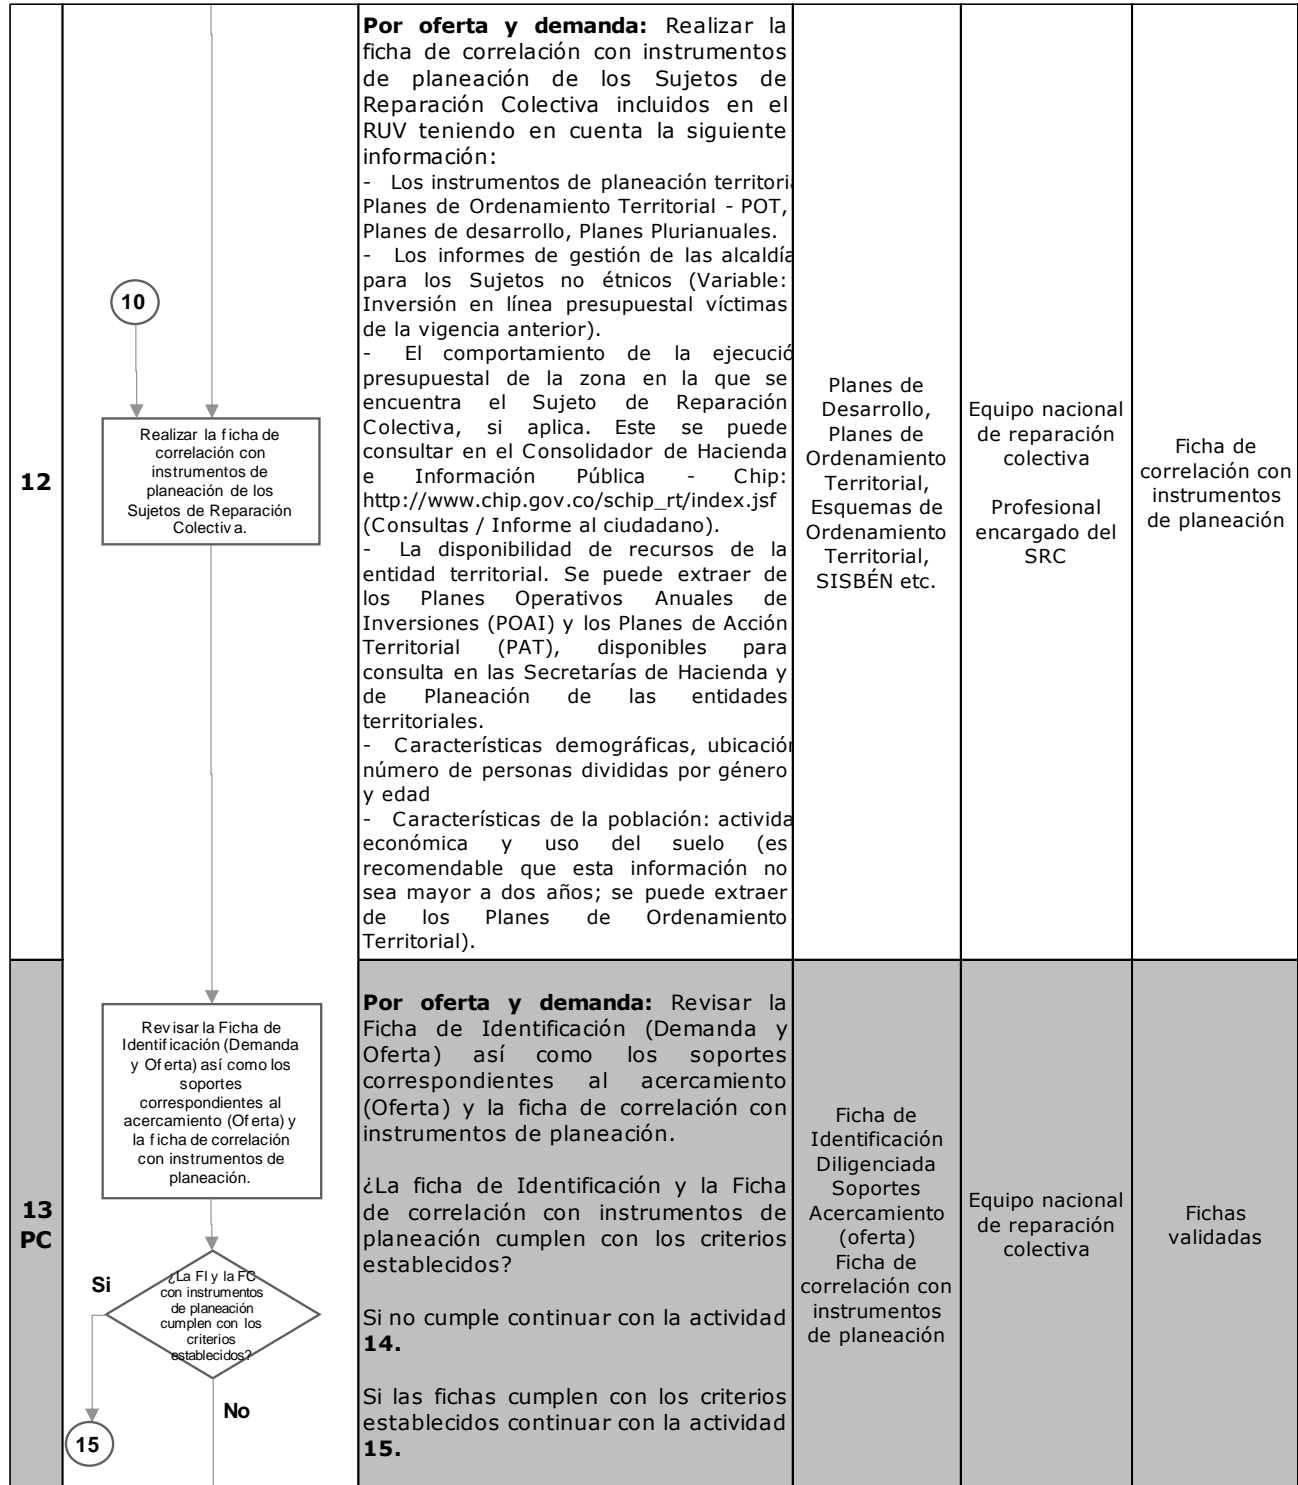 12
10
Realizar la ficha de
correlación con
instrumentos de
planeación de los
Sujetos de Reparación
Colectiva.
Por oferta y demanda: Realizar la
ficha de correlación con instrumentos
de planeación de los Sujetos de
Reparación Colectiva incluidos en el
RUV teniendo en cuenta la siguiente
información:
- Los instrumentos de planeación territoria
Planes de Ordenamiento Territorial - POT,
Planes de desarrollo, Planes Plurianuales.
- Los informes de gestión de las alcaldía
para los Sujetos no étnicos (Variable:
Inversión en línea presupuestal víctimas
de la vigencia anterior).
- El comportamiento de la ejecució
presupuestal de la zona en la que se
encuentra el Sujeto de Reparación
Colectiva, si aplica. Este se puede
consultar en el Consolidador de Hacienda
e Información Pública - Chip:
http://www.chip.gov.co/schip_rt/index.jsf
(Consultas / Informe al ciudadano).
- La disponibilidad de recursos de la
entidad territorial. Se puede extraer de
los Planes Operativos Anuales de
Inversiones (POAI) y los Planes de Acción
Territorial (PAT), disponibles para
consulta en las Secretarías de Hacienda y
de Planeación de las entidades
territoriales.
- Características demográficas, ubicación
número de personas divididas por género
y edad
- Características de la población: activida
económica y uso del suelo (es
recomendable que esta información no
sea mayor a dos años; se puede extraer
de los Planes de Ordenamiento
Territorial).
Planes de
Desarrollo,
Planes de
Ordenamiento
Territorial,
Esquemas de
Ordenamiento
Territorial,
SISBÉN etc.
Equipo nacional
de reparación
colectiva
Profesional
encargado del
SRC
Ficha de
correlación con
instrumentos
de planeación
13
PC
Revisar la Ficha de
Identificación (Demanda
y Oferta) así como los
soportes
correspondientes al
acercamiento (Oferta) y
la ficha de correlación
con instrumentos de
planeación.
Si
¿La FI y la FC
con instrumentos
de planeación
cumplen con los
criterios
establecidos?
No
15
Por oferta y demanda: Revisar la
Ficha de Identificación (Demanda y
Oferta) así como los soportes
correspondientes al acercamiento
(Oferta) y la ficha de correlación con
instrumentos de planeación.
¿La ficha de Identificación y la Ficha
de correlación con instrumentos de
planeación cumplen con los criterios
establecidos?
Si no cumple continuar con la actividad
14.
Si las fichas cumplen con los criterios
establecidos continuar con la actividad
15.
Ficha de
Identificación
Diligenciada
Soportes
Acercamiento
(oferta)
Ficha de
correlación con
instrumentos
de planeación
Equipo nacional
de reparación
colectiva
Fichas
validadas